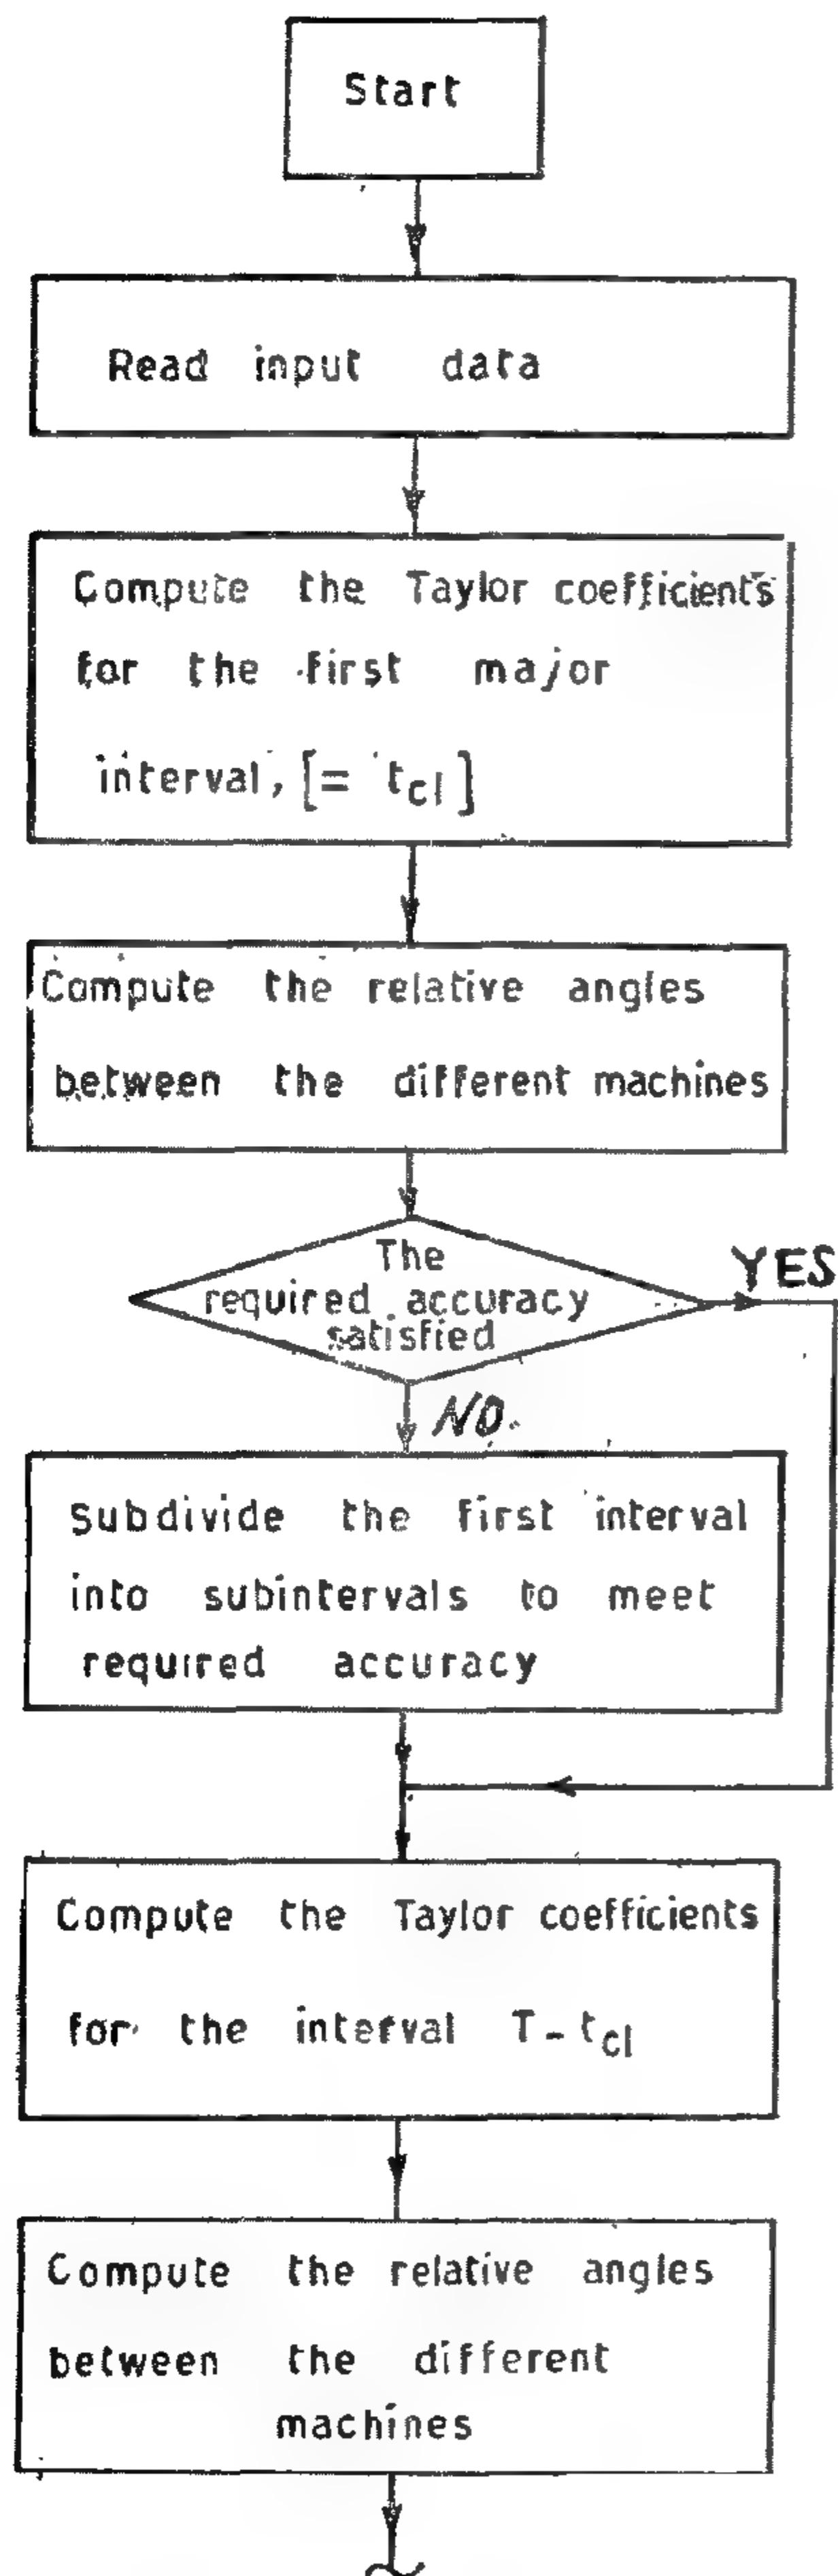 Start
Read input data
Compute the Taylor coefficients
for the first major
interval, [= tcl]
Compute the relative angles
between the different machines
The
required accuracy
satisfied
YES
NO.
Subdivide the first interval
into subintervals to meet
required accuracy
Compute the Taylor coefficients
for the interval T - tcl
Compute the relative angles
between the different
machines